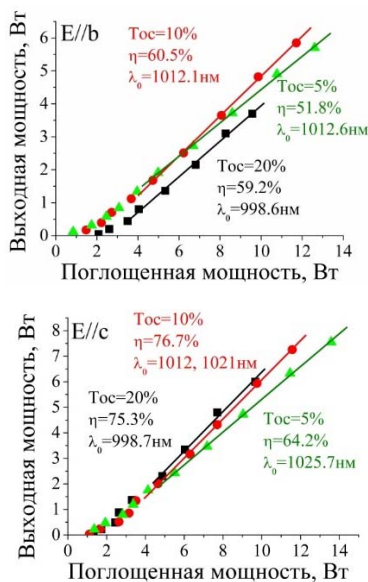 E//b
Toc=10%
η=60.5%
λ₀=1012.1нм
Toc=5%
η=51.8%
λ₀=1012.6нм
Toc=20%
η=59.2%
λ₀=998.6нм
Выходная мощность, Вт
6
5
4
3
2
1
0
0 2 4 6 8 10 12 14
Поглощенная мощность, Вт
E//c
Toc=10%
η=76.7%
λ₀=1012, 1021нм
Toc=20%
η=75.3%
λ₀=998.7нм
Toc=5%
η=64.2%
λ₀=1025.7нм
Выходная мощность, Вт
8
7
6
5
4
3
2
1
0
0 2 4 6 8 10 12 14
Поглощенная мощность, Вт